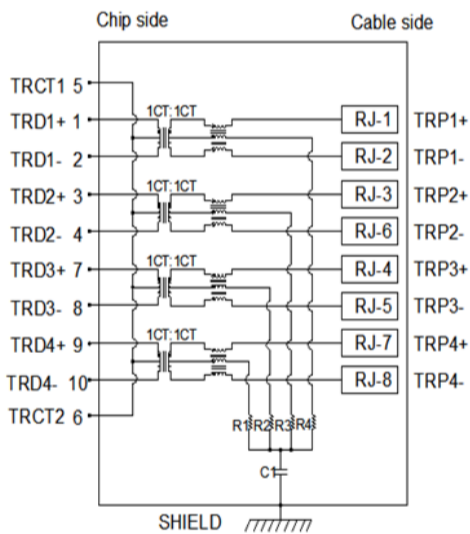 Chip side Cable side
TRCT1 5
1CT:1CT
TRD1+ 1 RJ-1 TRP1+
TRD1- 2 RJ-2 TRP1-
1CT:1CT
TRD2+ 3 RJ-3 TRP2+
TRD2- 4 RJ-6 TRP2-
1CT:1CT
TRD3+ 7 RJ-4 TRP3+
TRD3- 8 RJ-5 TRP3-
1CT:1CT
TRD4+ 9 RJ-7 TRP4+
TRD4- 10 RJ-8 TRP4-
TRCT2 6
R1 R2 R3 R4
C1
SHIELD